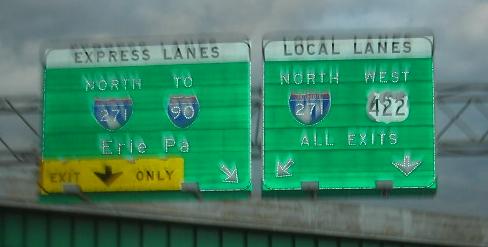 EXPRESS LANES
NORTH TO
271 90
Erie Pa
EXIT ONLY
LOCAL LANES
NORTH WEST
271 422
ALL EXITS